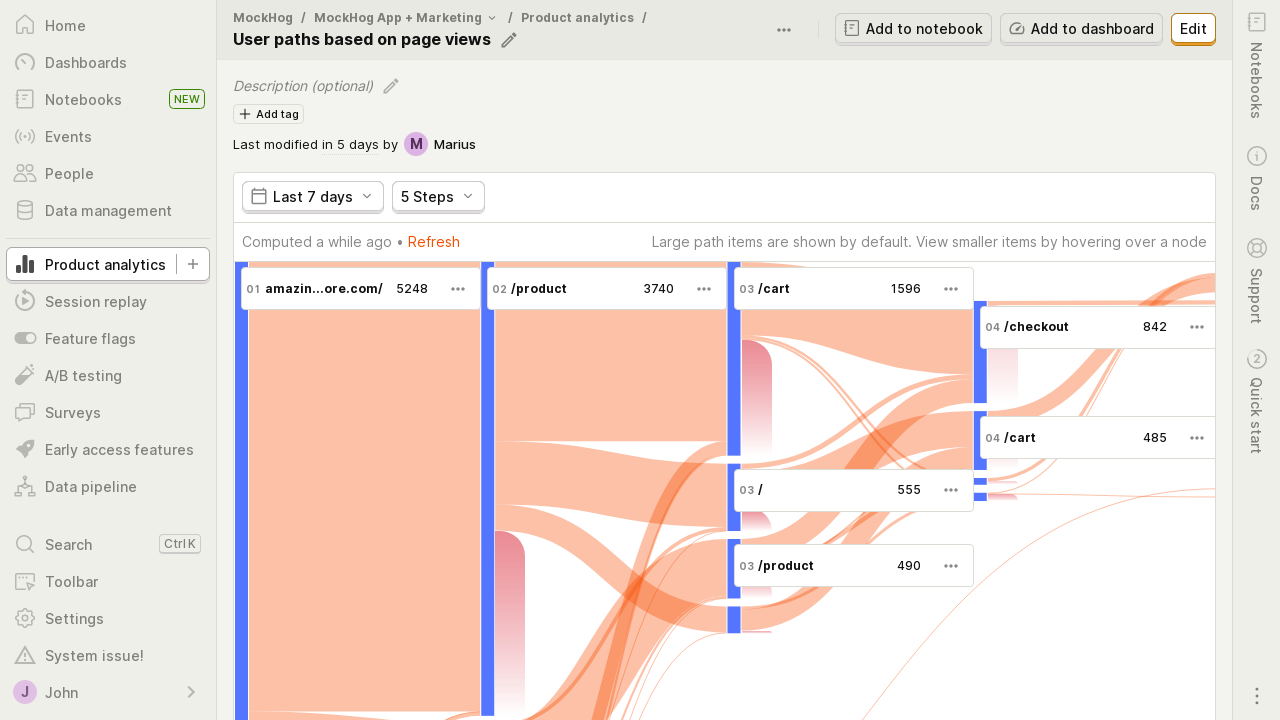 Home
Dashboards
Notebooks NEW
Events
People
Data management
Product analytics
Session replay
Feature flags
A/B testing
Surveys
Early access features
Data pipeline
Search Ctrl K
Toolbar
Settings
System issue!
J John
MockHog / MockHog App + Marketing / Product analytics /
User paths based on page views
Add to notebook
Add to dashboard
Edit
Description (optional)
Add tag
Last modified in 5 days by M Marius
Last 7 days
5 Steps
Computed a while ago • Refresh
Large path items are shown by default. View smaller items by hovering over a node
01 amazin...ore.com/ 5248
02 /product 3740
03 /cart 1596
04 /checkout 842
04 /cart 485
03 / 555
03 /product 490
Notebooks
Docs
Support
2 Quick start